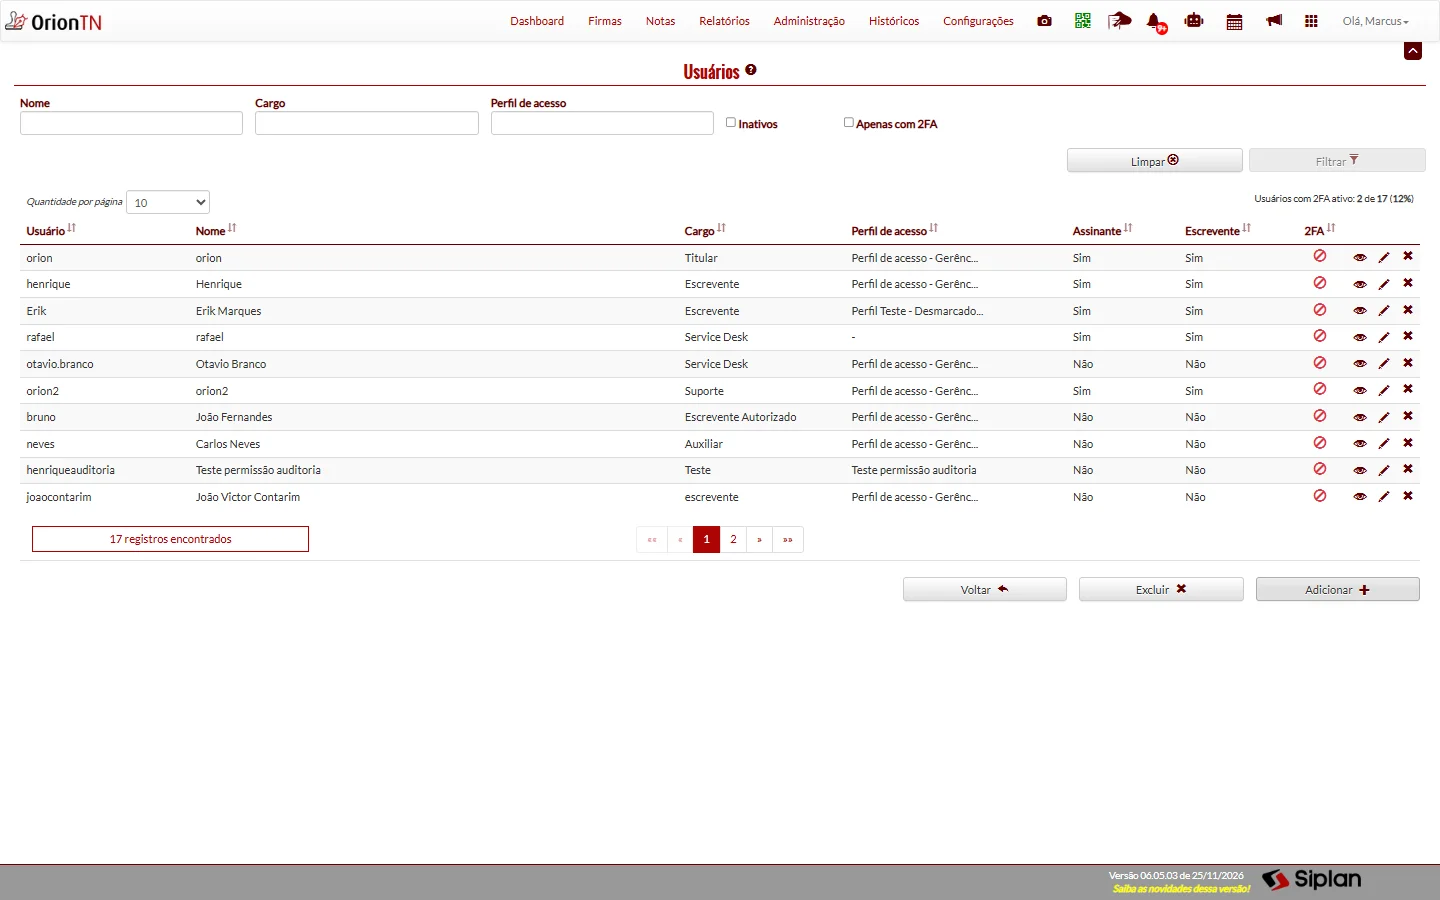 OrionTN Dashboard Firmas Notas Relatórios Administração Históricos Configurações 9+ Olá, Marcus
Usuários ?
Nome Cargo Perfil de acesso
Inativos Apenas com 2FA
Limpar Filtrar
Quantidade por página 10 Usuários com 2FA ativo: 2 de 17 (12%)
Usuário Nome Cargo Perfil de acesso Assinante Escrevente 2FA
orion orion Titular Perfil de acesso - Gerênc... Sim Sim
henrique Henrique Escrevente Perfil de acesso - Gerênc... Sim Sim
Erik Erik Marques Escrevente Perfil Teste - Desmarcado... Sim Sim
rafael rafael Service Desk - Sim Sim
otavio.branco Otavio Branco Service Desk Perfil de acesso - Gerênc... Não Não
orion2 orion2 Suporte Perfil de acesso - Gerênc... Sim Sim
bruno João Fernandes Escrevente Autorizado Perfil de acesso - Gerênc... Não Não
neves Carlos Neves Auxiliar Perfil de acesso - Gerênc... Não Não
henriqueauditoria Teste permissão auditoria Teste Teste permissão auditoria Não Não
joaocontarim João Victor Contarim escrevente Perfil de acesso - Gerênc... Não Não
17 registros encontrados «« « 1 2 » »»
Voltar Excluir Adicionar
Versão 06.05.03 de 25/11/2026 Siplan
Saiba as novidades dessa versão!